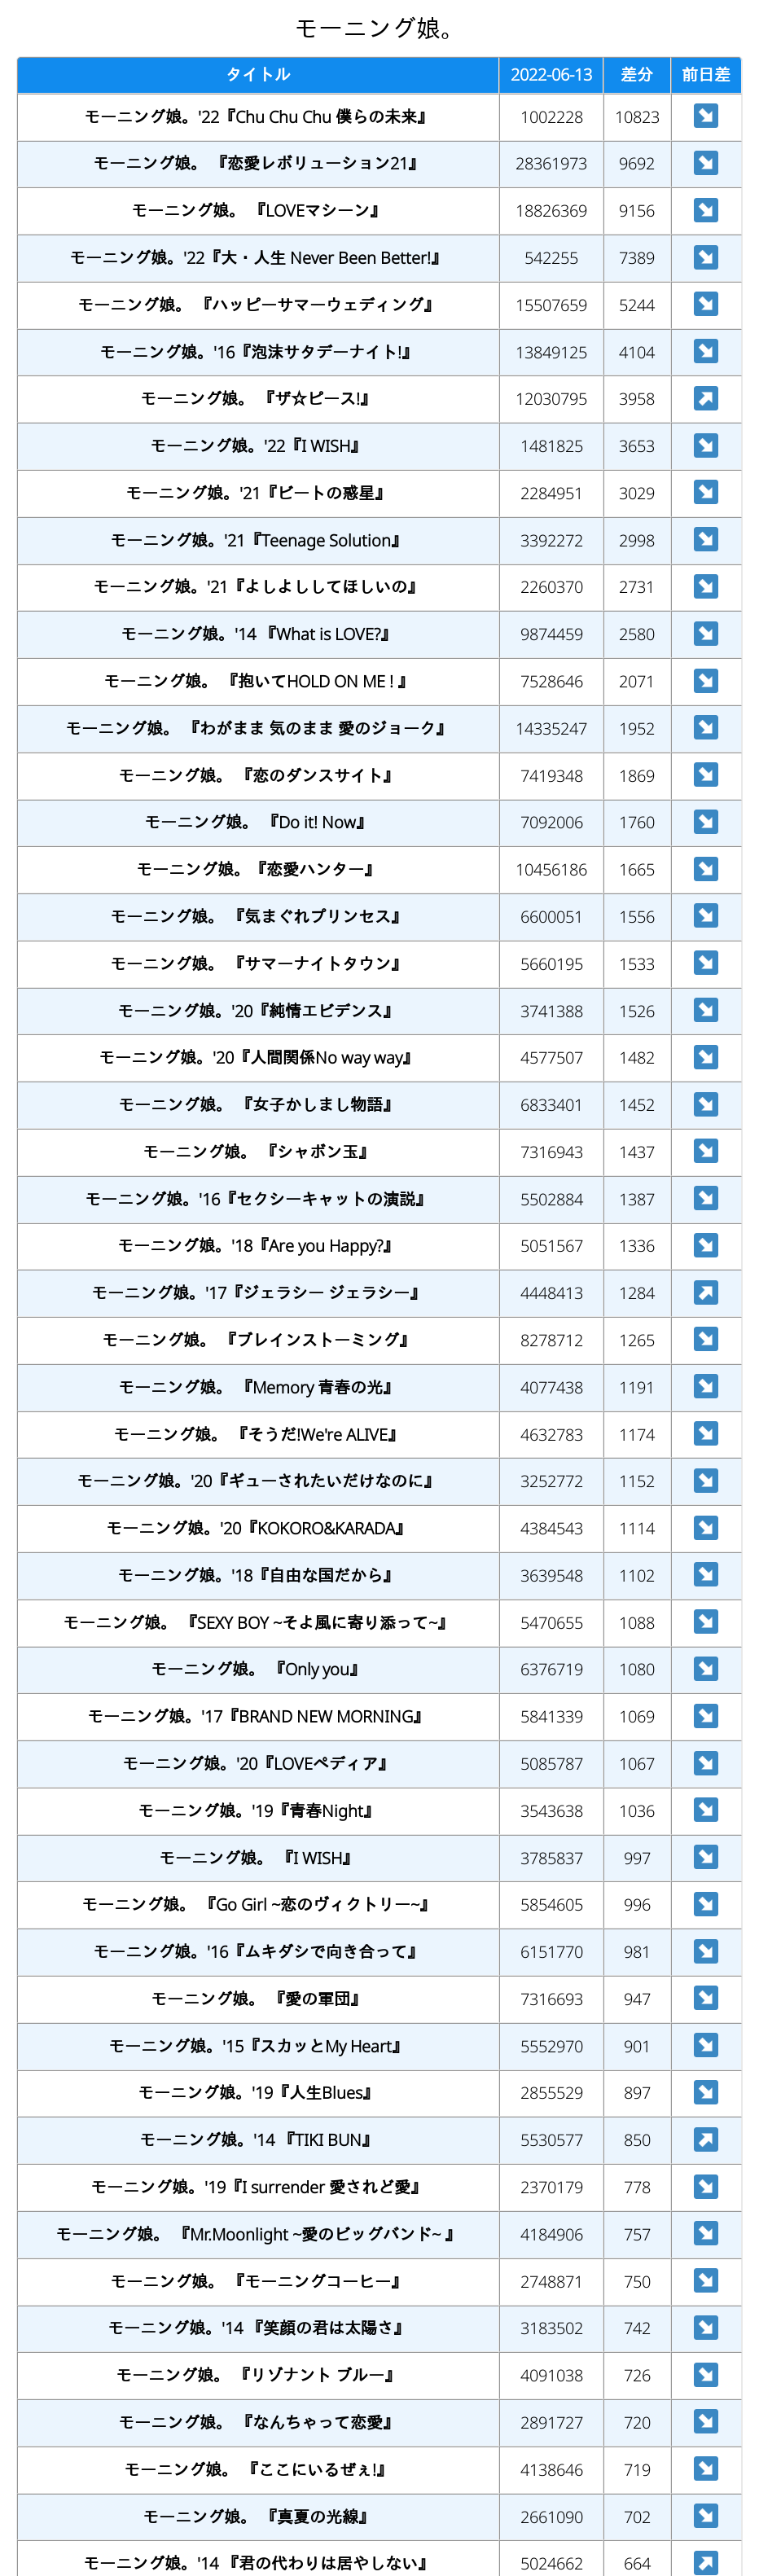 モーニング娘。
タイトル 2022-06-13 差分 前日差
モーニング娘。'22『Chu Chu Chu 僕らの未来』 1002228 10823 ↘
モーニング娘。 『恋愛レボリューション21』 28361973 9692 ↘
モーニング娘。 『LOVEマシーン』 18826369 9156 ↘
モーニング娘。'22『大・人生 Never Been Better!』 542255 7389 ↘
モーニング娘。 『ハッピーサマーウェディング』 15507659 5244 ↘
モーニング娘。'16『泡沫サタデーナイト!』 13849125 4104 ↘
モーニング娘。 『ザ☆ピース!』 12030795 3958 ↗
モーニング娘。'22『I WISH』 1481825 3653 ↘
モーニング娘。'21『ビートの惑星』 2284951 3029 ↘
モーニング娘。'21『Teenage Solution』 3392272 2998 ↘
モーニング娘。'21『よしよししてほしいの』 2260370 2731 ↘
モーニング娘。'14 『What is LOVE?』 9874459 2580 ↘
モーニング娘。 『抱いてHOLD ON ME ! 』 7528646 2071 ↘
モーニング娘。 『わがまま 気のまま 愛のジョーク』 14335247 1952 ↘
モーニング娘。 『恋のダンスサイト』 7419348 1869 ↘
モーニング娘。 『Do it! Now』 7092006 1760 ↘
モーニング娘。『恋愛ハンター』 10456186 1665 ↘
モーニング娘。 『気まぐれプリンセス』 6600051 1556 ↘
モーニング娘。 『サマーナイトタウン』 5660195 1533 ↘
モーニング娘。'20『純情エビデンス』 3741388 1526 ↘
モーニング娘。'20『人間関係No way way』 4577507 1482 ↘
モーニング娘。 『女子かしまし物語』 6833401 1452 ↘
モーニング娘。 『シャボン玉』 7316943 1437 ↘
モーニング娘。'16『セクシーキャットの演説』 5502884 1387 ↘
モーニング娘。'18『Are you Happy?』 5051567 1336 ↘
モーニング娘。'17『ジェラシー ジェラシー』 4448413 1284 ↗
モーニング娘。 『ブレインストーミング』 8278712 1265 ↘
モーニング娘。 『Memory 青春の光』 4077438 1191 ↘
モーニング娘。 『そうだ!We're ALIVE』 4632783 1174 ↘
モーニング娘。'20『ギューされたいだけなのに』 3252772 1152 ↘
モーニング娘。'20『KOKORO&KARADA』 4384543 1114 ↘
モーニング娘。'18『自由な国だから』 3639548 1102 ↘
モーニング娘。 『SEXY BOY ~そよ風に寄り添って~』 5470655 1088 ↘
モーニング娘。 『Only you』 6376719 1080 ↘
モーニング娘。'17『BRAND NEW MORNING』 5841339 1069 ↘
モーニング娘。'20『LOVEペディア』 5085787 1067 ↘
モーニング娘。'19『青春Night』 3543638 1036 ↘
モーニング娘。 『I WISH』 3785837 997 ↘
モーニング娘。 『Go Girl ~恋のヴィクトリー~』 5854605 996 ↘
モーニング娘。'16『ムキダシで向き合って』 6151770 981 ↘
モーニング娘。 『愛の軍団』 7316693 947 ↘
モーニング娘。'15『スカッとMy Heart』 5552970 901 ↘
モーニング娘。'19『人生Blues』 2855529 897 ↘
モーニング娘。'14 『TIKI BUN』 5530577 850 ↗
モーニング娘。'19『I surrender 愛されど愛』 2370179 778 ↘
モーニング娘。 『Mr.Moonlight ~愛のビッグバンド~ 』 4184906 757 ↘
モーニング娘。 『モーニングコーヒー』 2748871 750 ↘
モーニング娘。'14 『笑顔の君は太陽さ』 3183502 742 ↘
モーニング娘。 『リゾナント ブルー』 4091038 726 ↘
モーニング娘。 『なんちゃって恋愛』 2891727 720 ↘
モーニング娘。 『ここにいるぜぇ!』 4138646 719 ↘
モーニング娘。 『真夏の光線』 2661090 702 ↘
モーニング娘。'14 『君の代わりは居やしない』 5024662 664 ↗